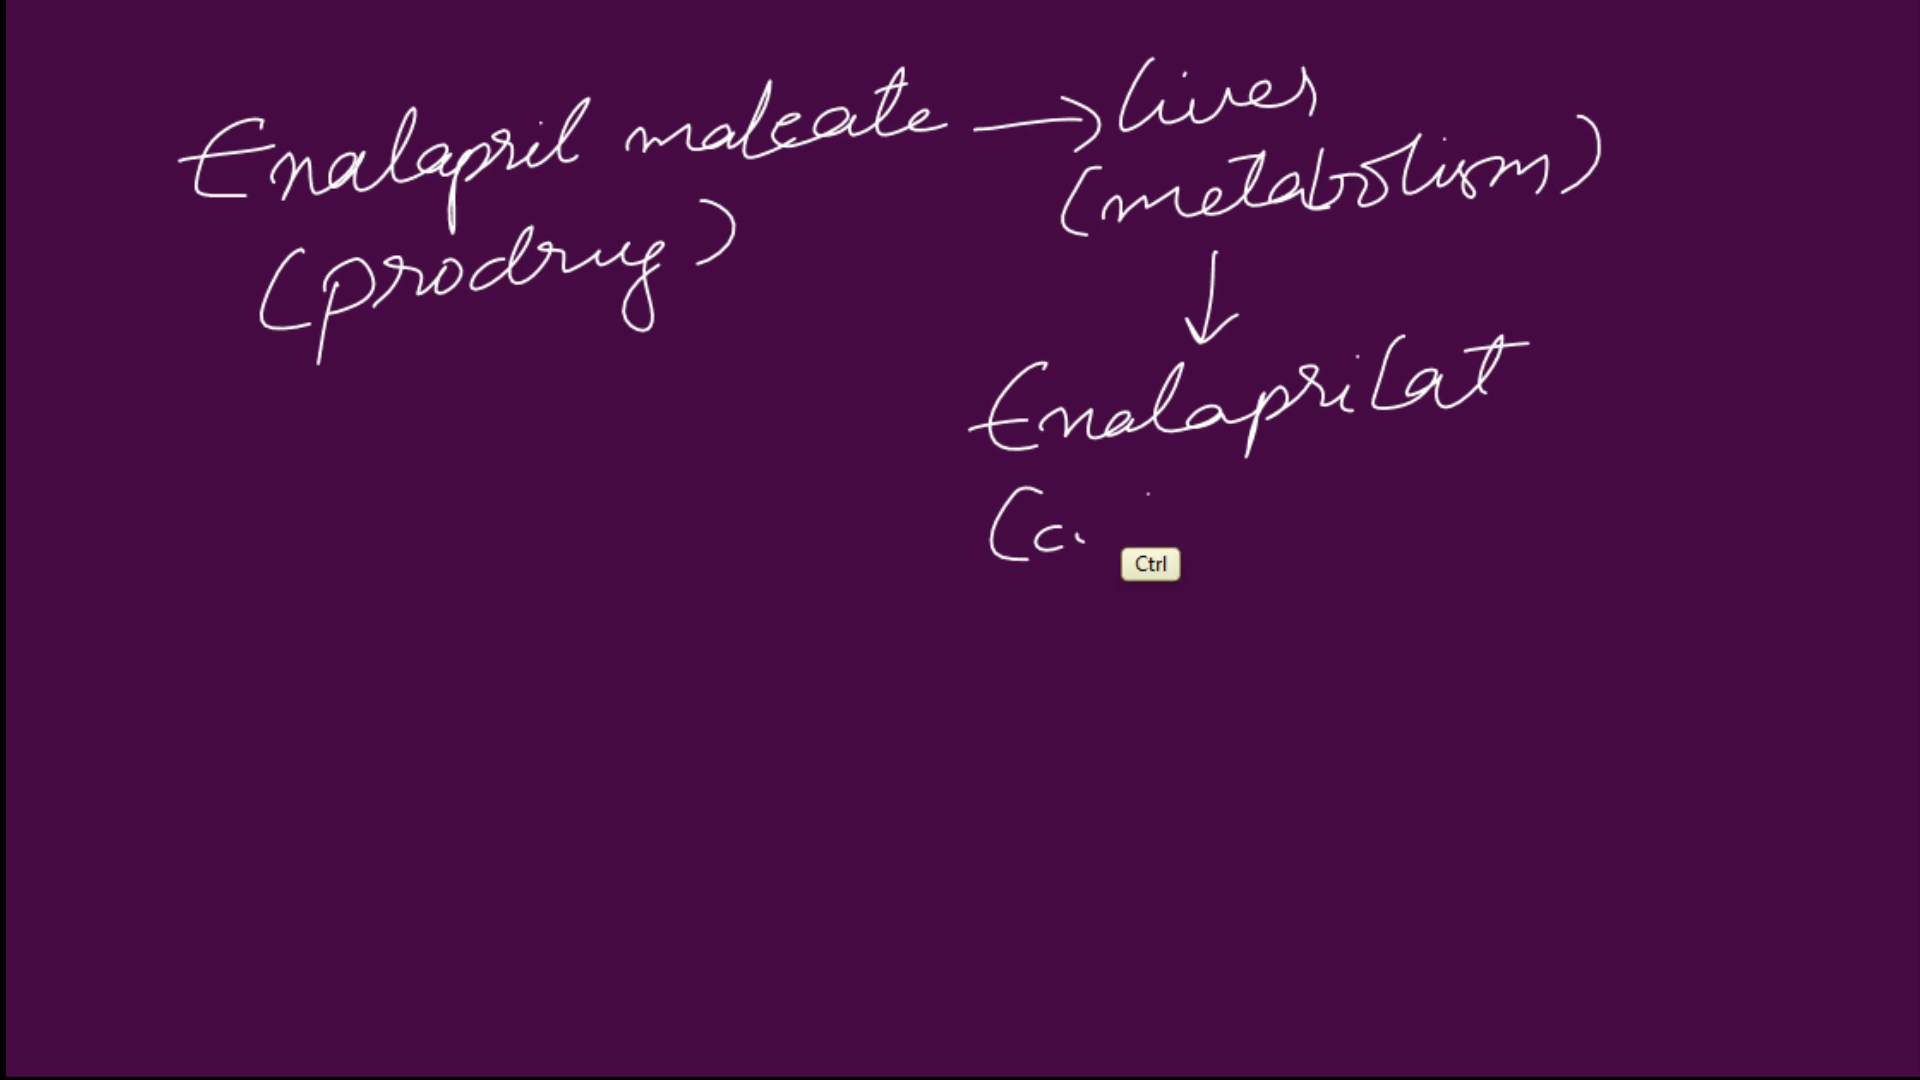 Enalapril maleate → liver
(metabolism)
(prodrug)
↓
Enalaprilat
(
Ctrl